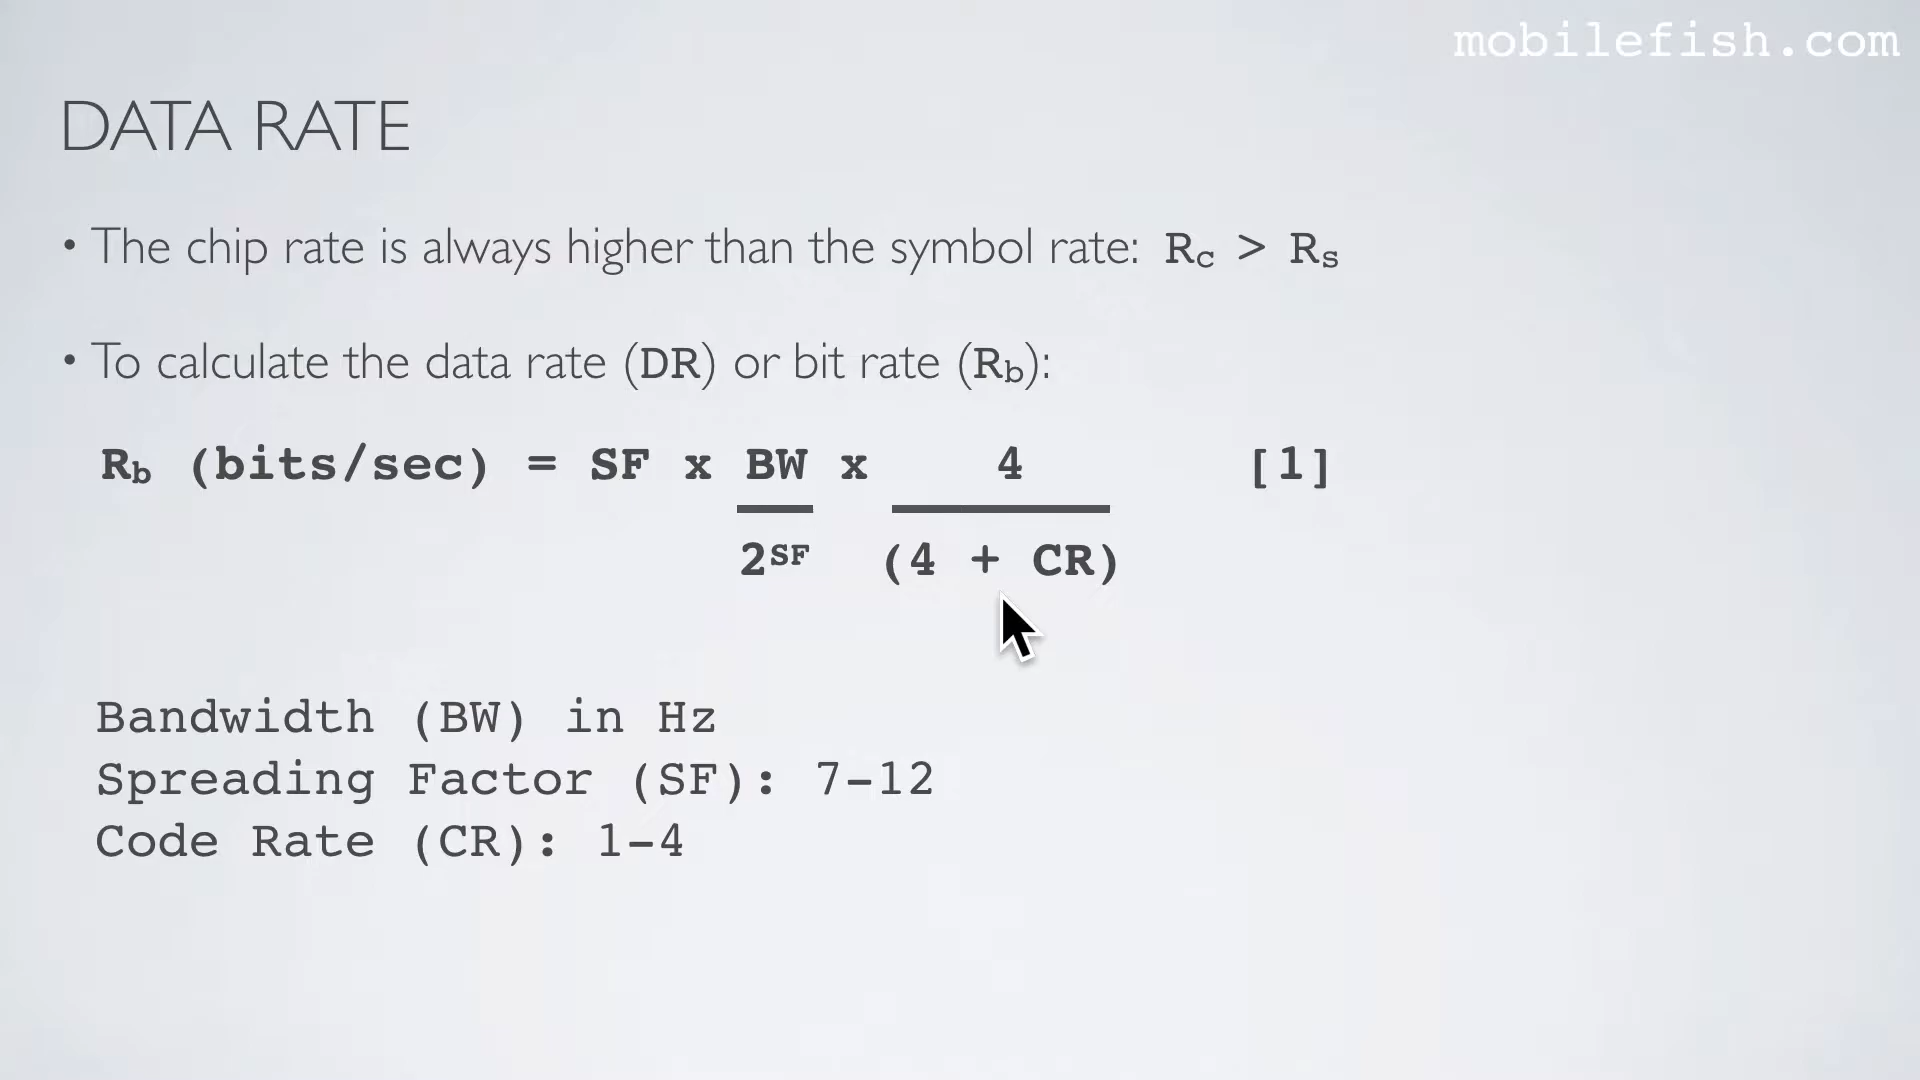 mobilefish.com
DATA RATE
• The chip rate is always higher than the symbol rate: Rc > Rs
• To calculate the data rate (DR) or bit rate (Rb):
Rb (bits/sec) = SF x BW x 4 [1]
2SF (4 + CR)
Bandwidth (BW) in Hz
Spreading Factor (SF): 7-12
Code Rate (CR): 1-4